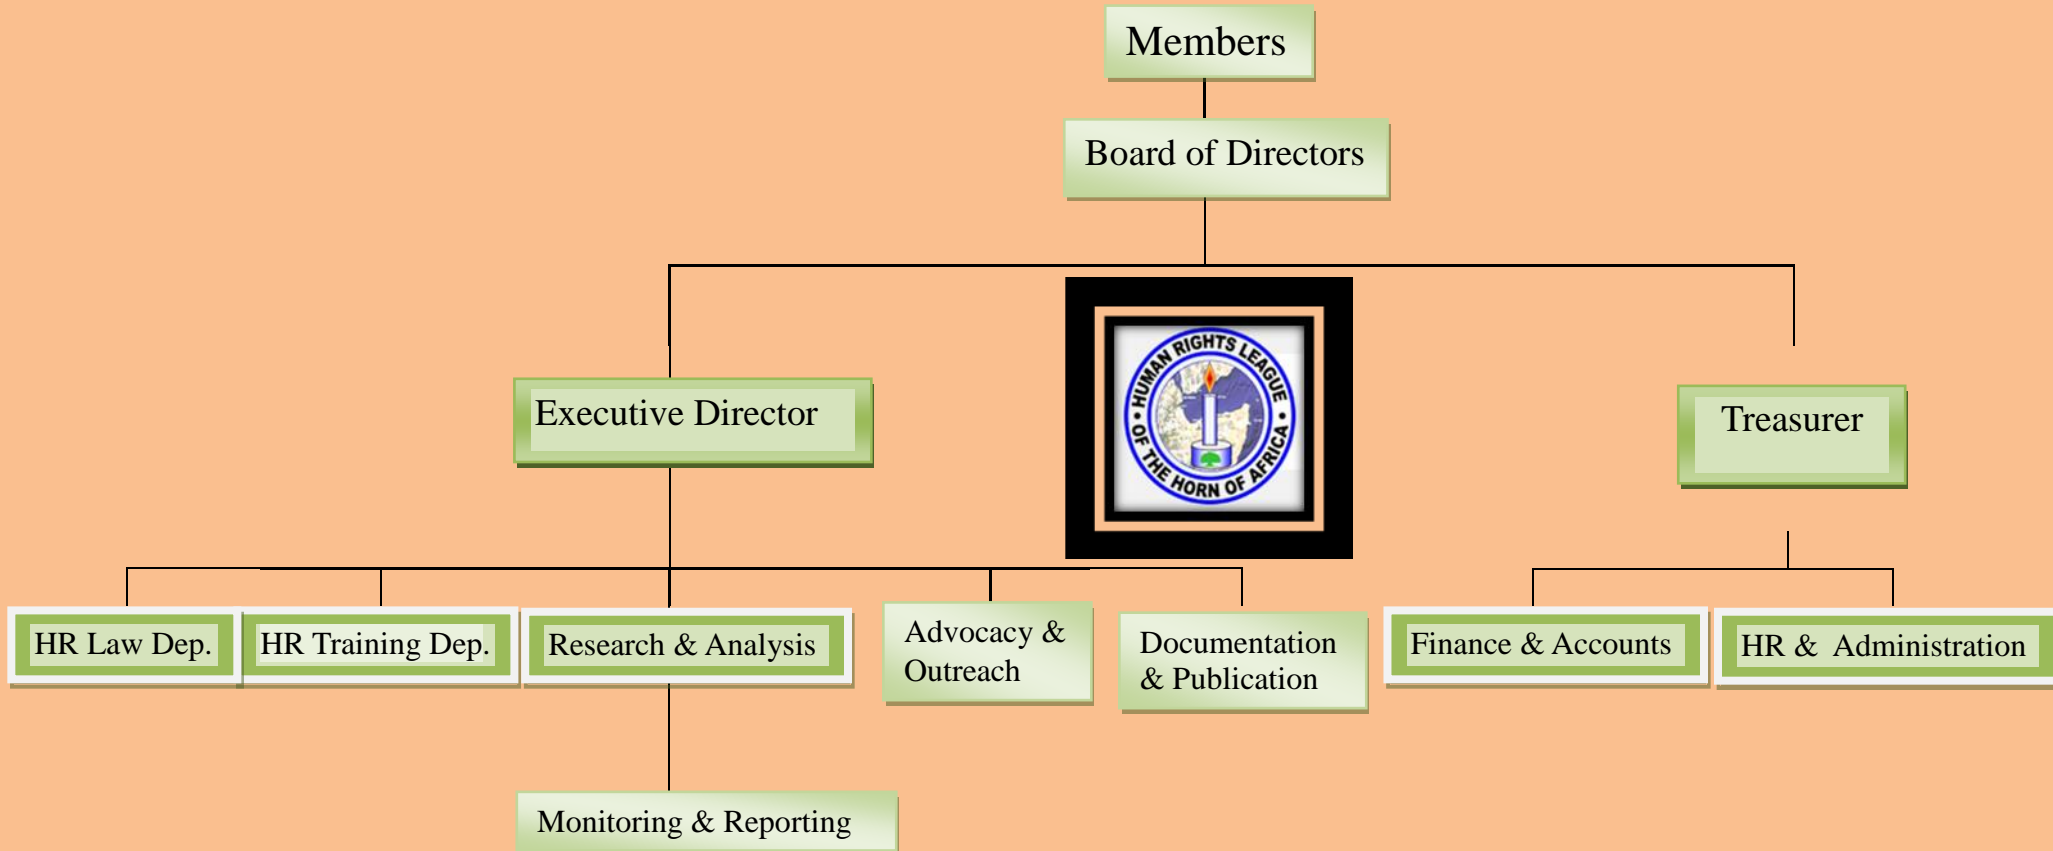 Members
Board of Directors
HUMAN RIGHTS LEAGUE
• OF THE HORN OF AFRICA •
Executive Director
Treasurer
HR Law Dep.
HR Training Dep.
Research & Analysis
Advocacy &
Outreach
Documentation
& Publication
Finance & Accounts
HR & Administration
Monitoring & Reporting